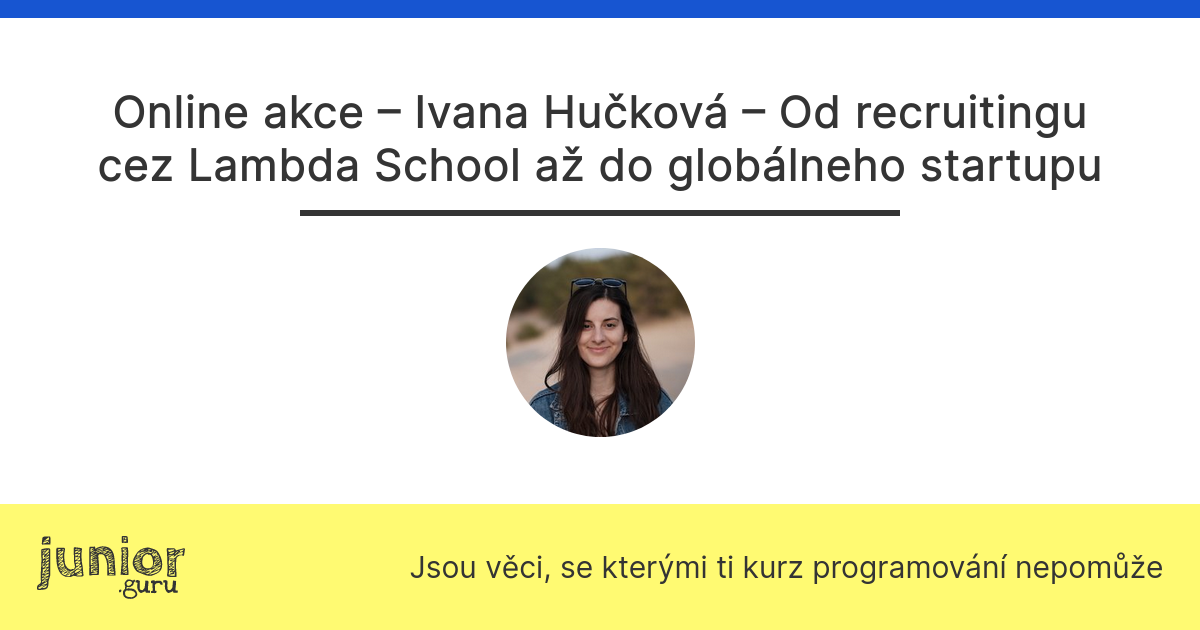 Online akce – Ivana Hučková – Od recruitingu
cez Lambda School až do globálneho startupu
junior
.guru
Jsou věci, se kterými ti kurz programování nepomůže